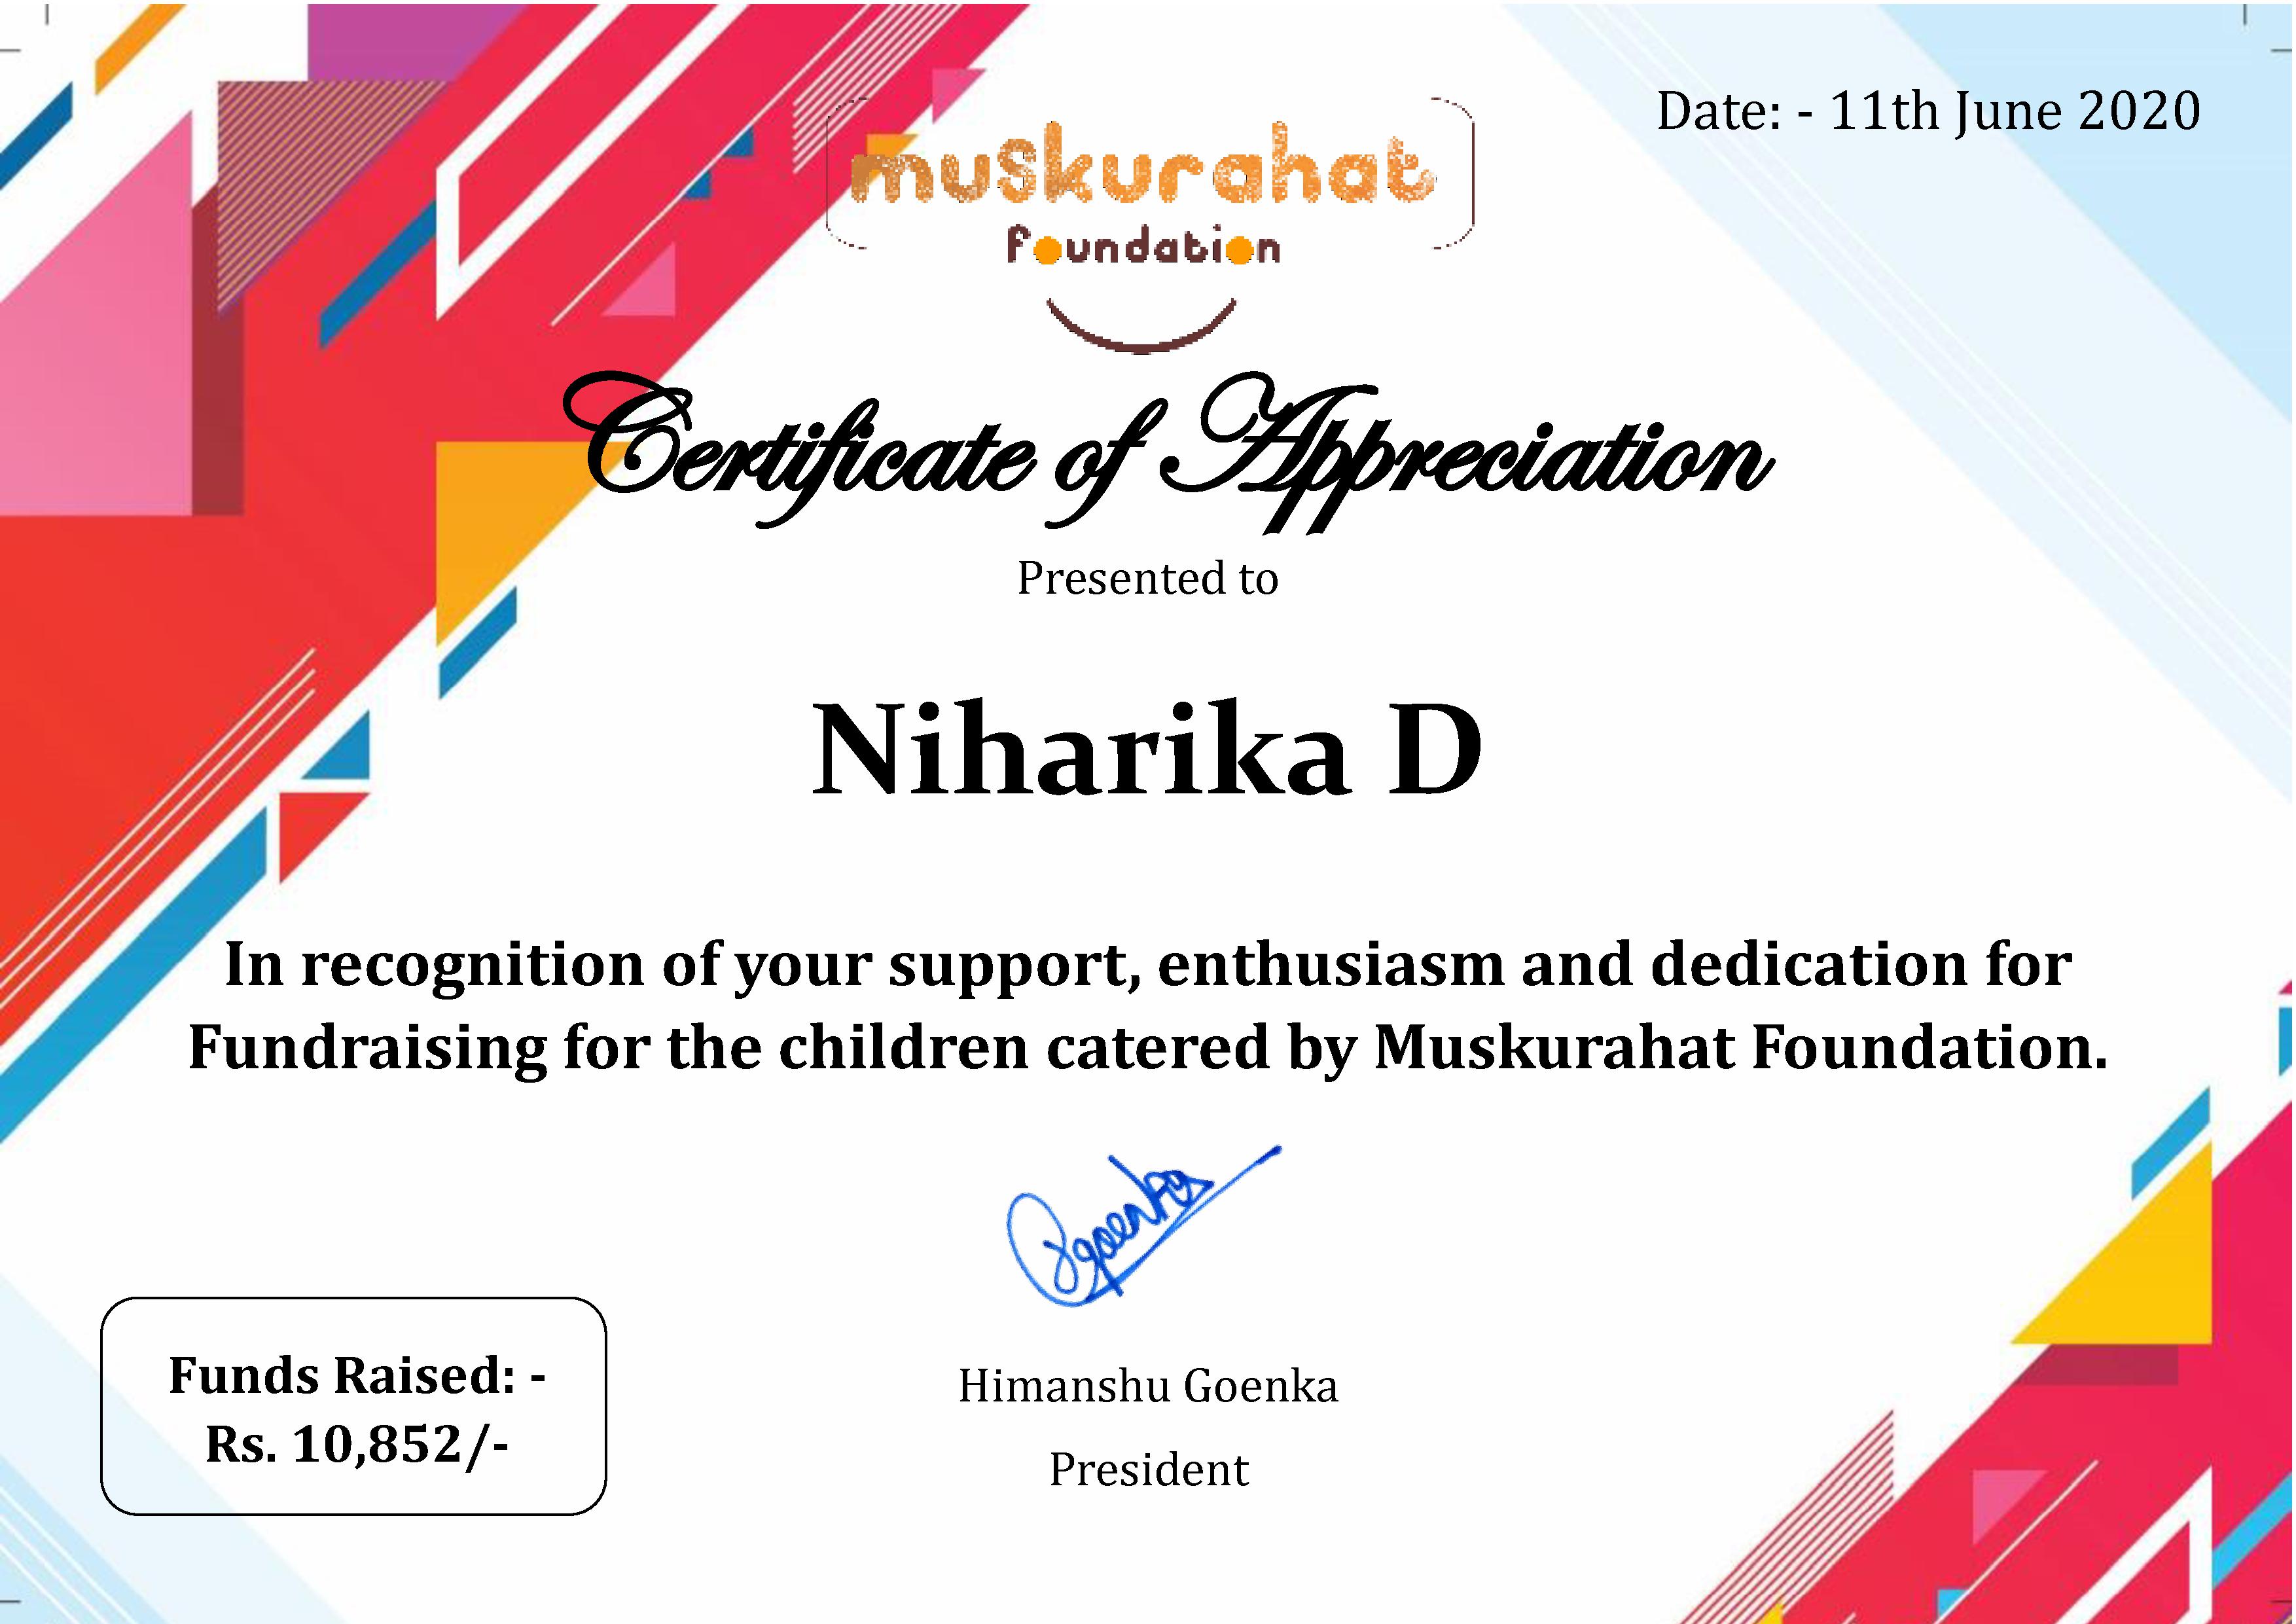 Date: - 11th June 2020
muskurahat
foundation
Certificate of Appreciation
Presented to
Niharika D
In recognition of your support, enthusiasm and dedication for
Fundraising for the children catered by Muskurahat Foundation.
Goenka
Himanshu Goenka
President
Funds Raised: -
Rs. 10,852/-